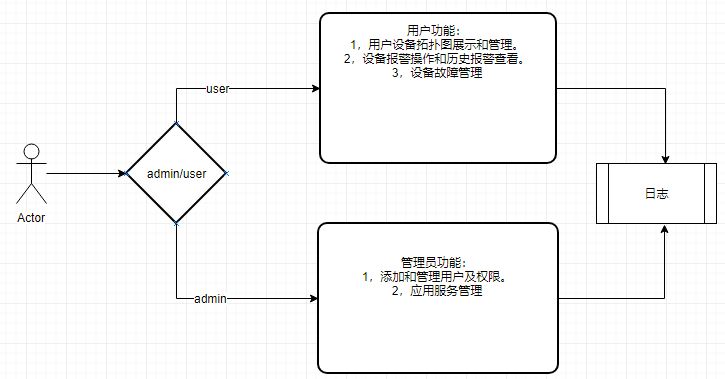 用户功能：
1，用户设备拓扑图展示和管理。
2，设备报警操作和历史报警查看。
3，设备故障管理
user
admin/user
日志
Actor
管理员功能：
1，添加和管理用户及权限。
2，应用服务管理
admin